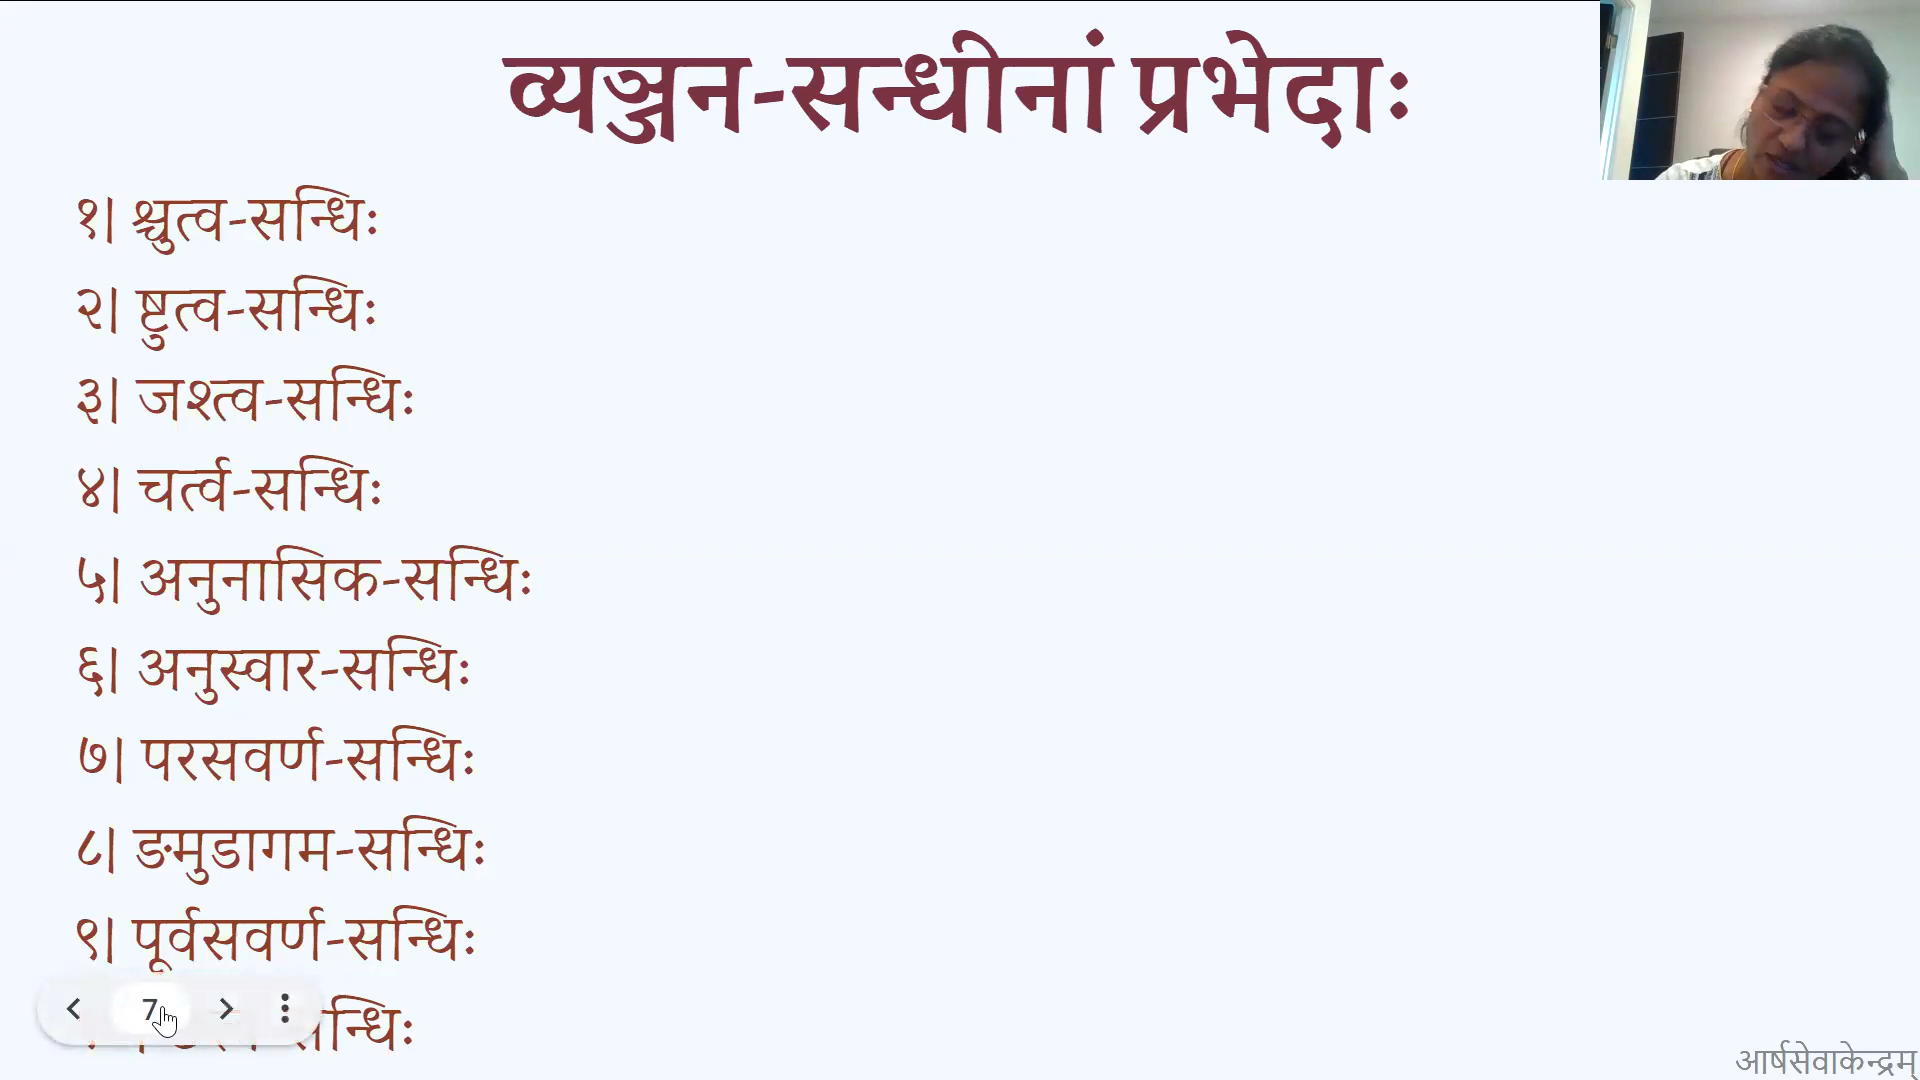 व्यञ्जन-सन्धीनां प्रभेदाः
१| श्चुत्व-सन्धिः
२| ष्टुत्व-सन्धिः
३| जश्त्व-सन्धिः
४| चर्त्व-सन्धिः
५| अनुनासिक-सन्धिः
६| अनुस्वार-सन्धिः
७| परसवर्ण-सन्धिः
८| ङमुडागम-सन्धिः
९| पूर्वसवर्ण-सन्धिः
7
सन्धिः
आर्षसेवाकेन्द्रम्